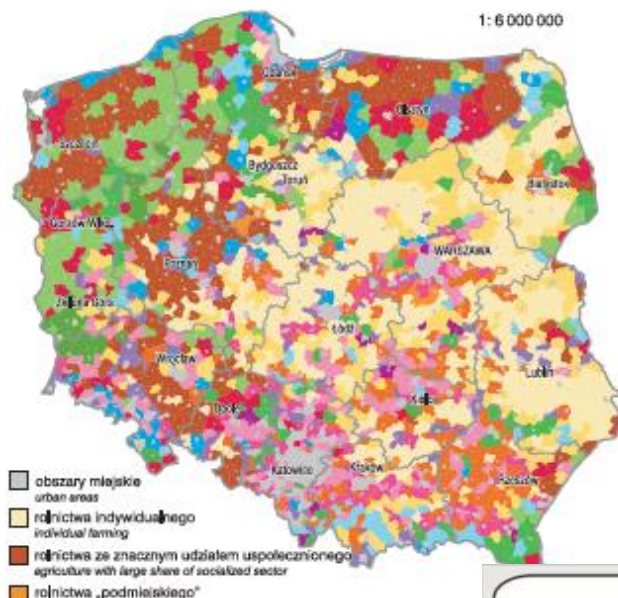 1: 6 000 000
Gdańsk
Olsztyn
Szczecin
Bydgoszcz
Toruń
Białystok
Gorzów Wlkp.
Poznań
WARSZAWA
Zielona Góra
Łódź
Wrocław
Lublin
Opole
Kielce
Katowice
Kraków
Rzeszów
obszary miejskie
urban areas
rolnictwa indywidualnego
individual farming
rolnictwa ze znacznym udziałem uspołecznionego
agriculture with large share of socialized sector
rolnictwa „podmiejskiego"